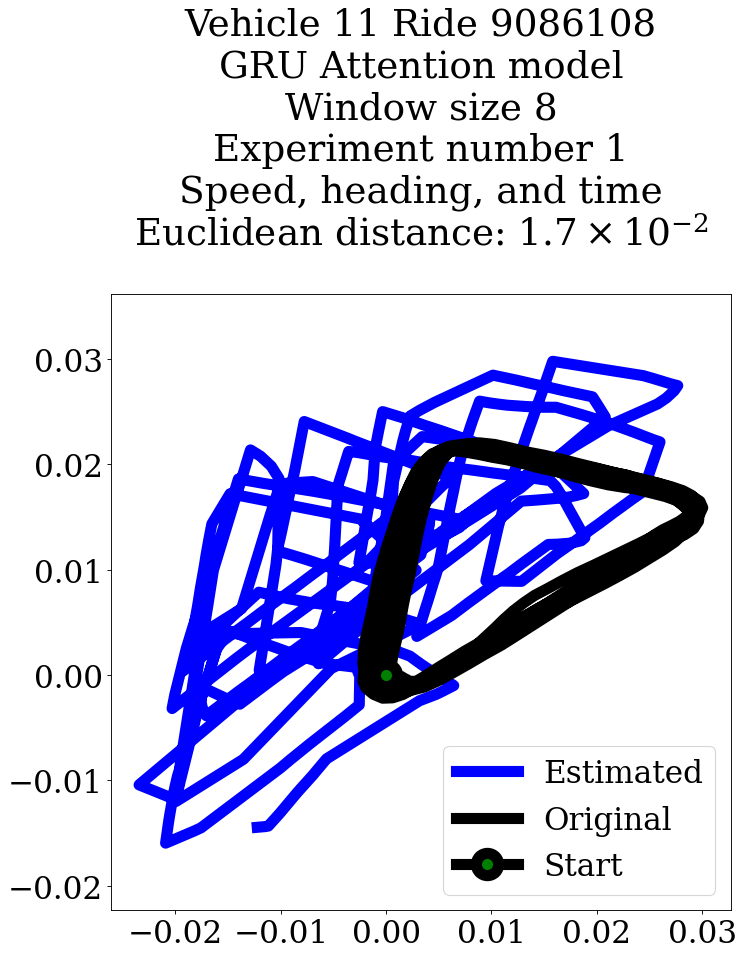 Vehicle 11 Ride 9086108
GRU Attention model
Window size 8
Experiment number 1
Speed, heading, and time
Euclidean distance: 1.7 × 10⁻²
0.03
0.02
0.01
0.00
−0.01
−0.02
Estimated
Original
Start
−0.02 −0.01 0.00 0.01 0.02 0.03